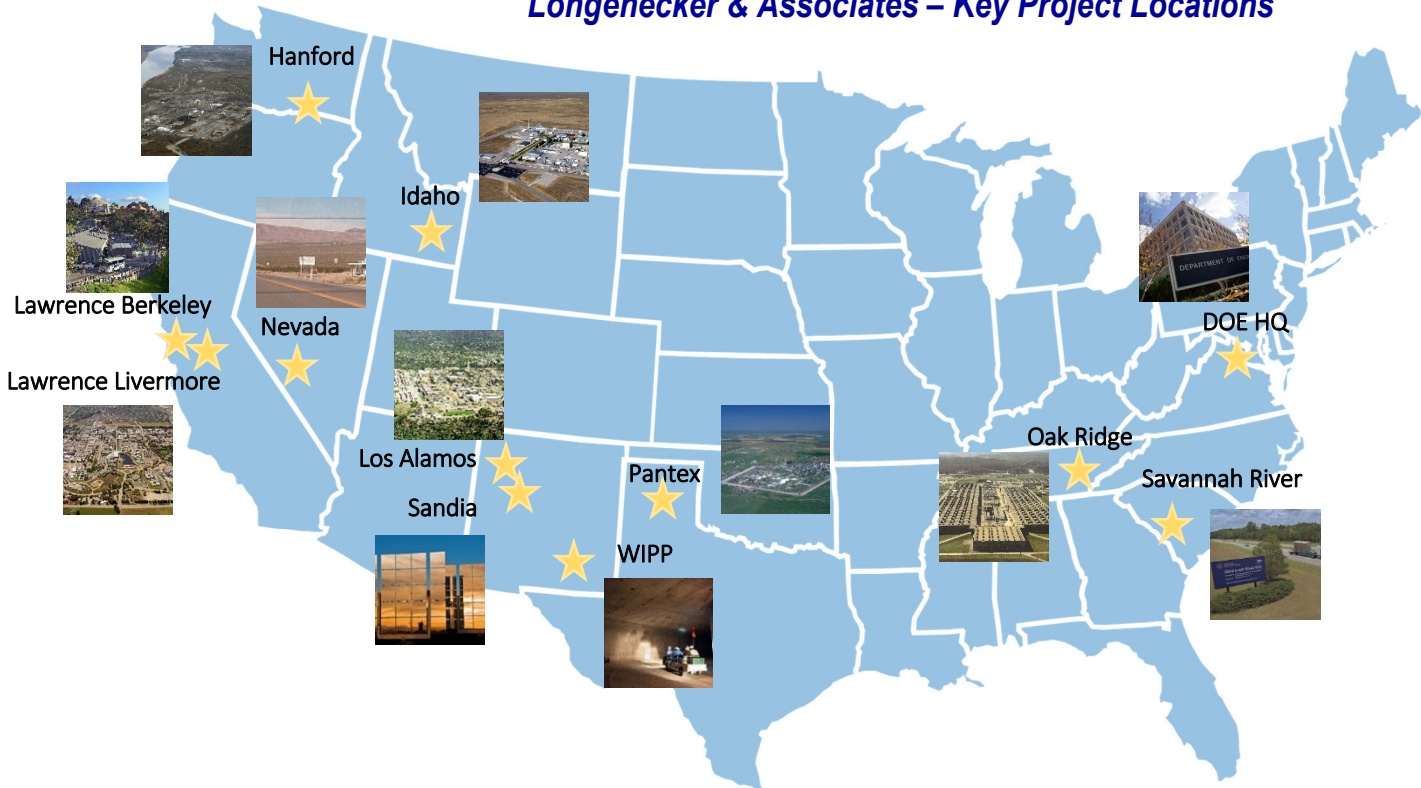 Longenecker & Associates – Key Project Locations
Hanford
Idaho
Lawrence Berkeley
Nevada
DOE HQ
Lawrence Livermore
Los Alamos
Oak Ridge
Pantex
Savannah River
Sandia
WIPP
DEPARTMENT OF